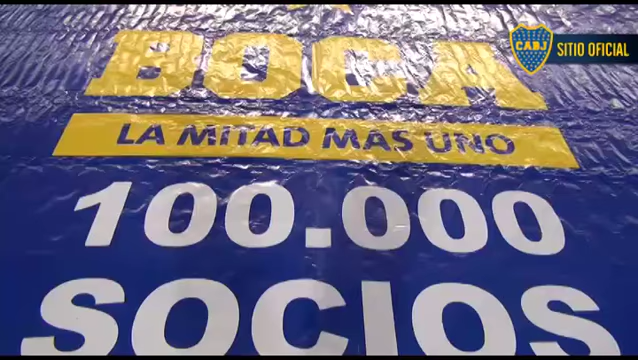 CABJ SITIO OFICIAL
BOCA
LA MITAD MAS UNO
100.000
SOCIOS